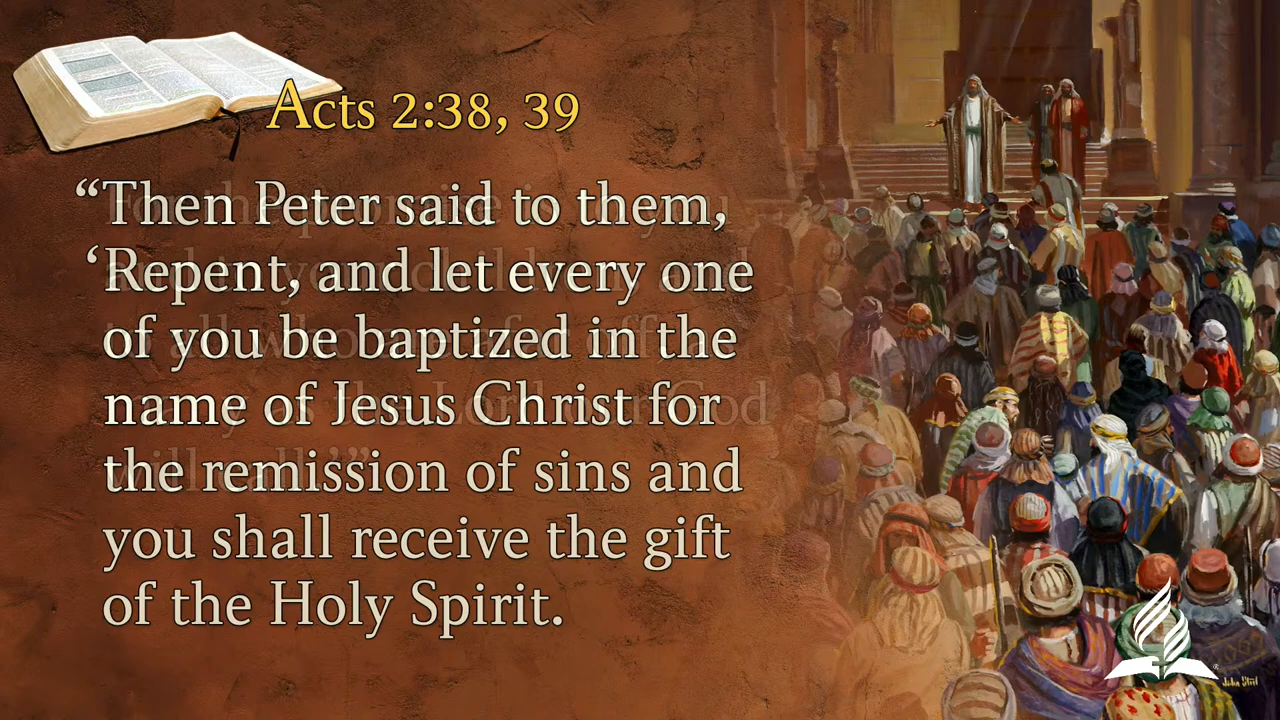 Acts 2:38, 39
“Then Peter said to them,
‘Repent, and let every one
of you be baptized in the
name of Jesus Christ for
the remission of sins and
you shall receive the gift
of the Holy Spirit.
John Steel